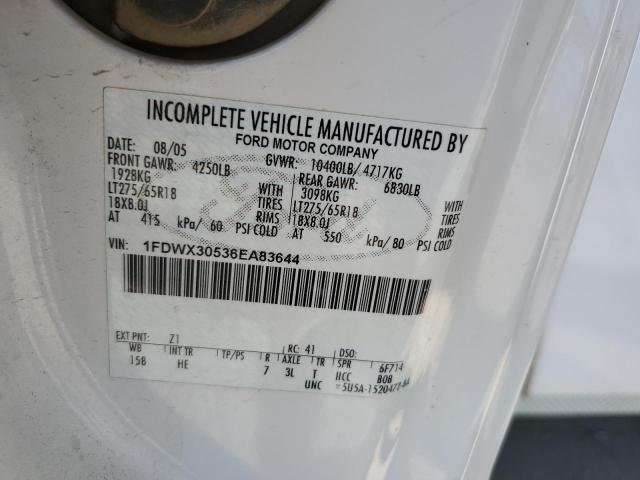 INCOMPLETE VEHICLE MANUFACTURED BY
FORD MOTOR COMPANY
DATE 08/05 GVWR: 10400LB/ 4717KG
FRONT GAWR: 4250LB REAR GAWR: 6830LB
1928KG WITH 3098KG WITH
LT275/65R18 TIRES LT275/65R18 TIRES
18X8.0J RIMS 18X8.0J RIMS
AT 415 kPa/ 60 PSI COLD AT 550 kPa/ 80 PSI COLD
VIN: 1FDWX30536EA83644
EXT PNT: Z1 RC: 41 DSO:
WB INT TR TP/PS R AXLE TR SPR 6F714
158 HE 7 3L T IICC BOB
UNC